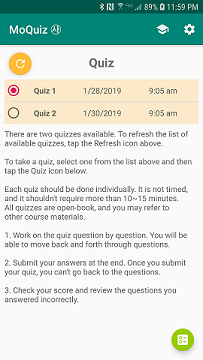 89% 11:59 PM
MoQuiz
Quiz
Quiz 1 1/28/2019 9:05 am
Quiz 2 1/30/2019 9:05 am
There are two quizzes available. To refresh the list of
available quizzes, tap the Refresh icon above.
To take a quiz, select one from the list above and then
tap the Quiz icon below.
Each quiz should be done individually. It is not timed,
and it shouldn't require more than 10~15 minutes.
All quizzes are open-book, and you may refer to
other course materials.
1. Work on the quiz question by question. You will be
able to move back and forth through questions.
2. Submit your answers at the end. Once you submit
your quiz, you can't go back to the questions.
3. Check your score and review the questions you
answered incorrectly.